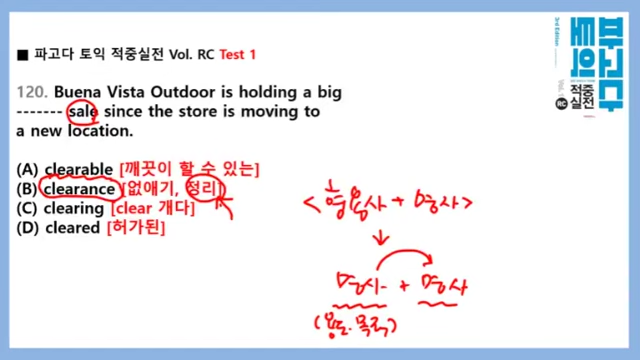 ■ 파고다 토익 적중실전 Vol. RC Test 1
120. Buena Vista Outdoor is holding a big
------- sale since the store is moving to
a new location.
(A) clearable [깨끗이 할 수 있는]
(B) clearance [없애기, 정리]
(C) clearing [clear 개다]
(D) cleared [허가된]
<형용사 + 명사>
명사 + 명사
(용도·목적)
파고다
토익
적중
실전
Vol.
RC
3rd Edition